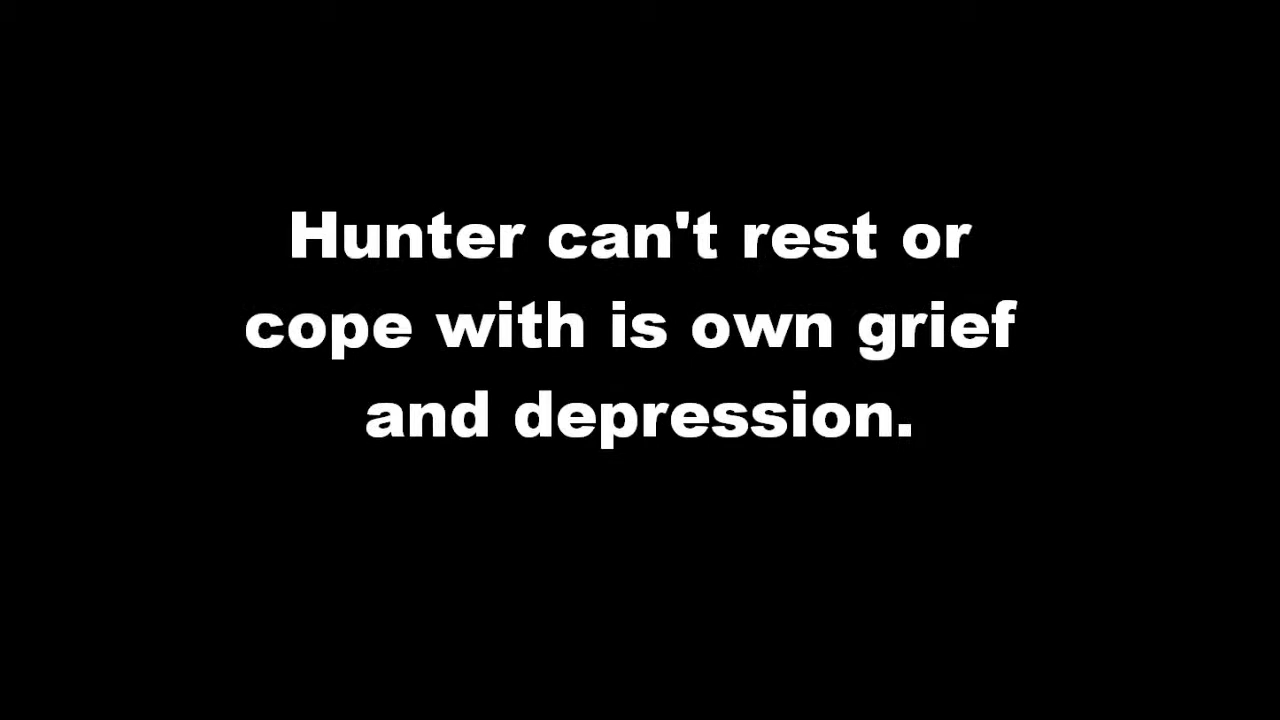 Hunter can't rest or
cope with is own grief
and depression.